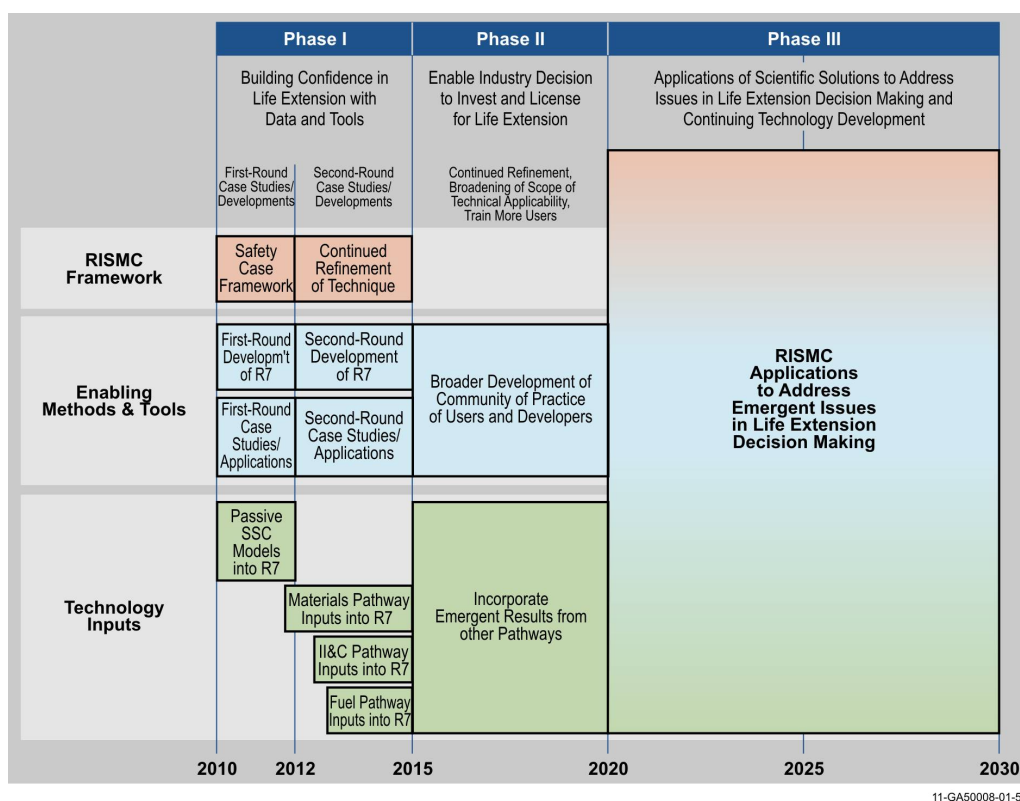 Phase I
Phase II
Phase III
Building Confidence in
Life Extension with
Data and Tools
Enable Industry Decision
to Invest and License
for Life Extension
Applications of Scientific Solutions to Address
Issues in Life Extension Decision Making and
Continuing Technology Development
First-Round
Case Studies/
Developments
Second-Round
Case Studies/
Developments
Continued Refinement,
Broadening of Scope of
Technical Applicability,
Train More Users
RISMC
Framework
Safety
Case
Framework
Continued
Refinement
of Technique
Enabling
Methods & Tools
First-Round
Developm't
of R7
Second-Round
Development
of R7
First-Round
Case
Studies/
Applications
Second-Round
Case Studies/
Applications
Broader Development of
Community of Practice
of Users and Developers
RISMC
Applications
to Address
Emergent Issues
in Life Extension
Decision Making
Technology
Inputs
Passive
SSC
Models
into R7
Materials Pathway
Inputs into R7
II&C Pathway
Inputs into R7
Fuel Pathway
Inputs into R7
Incorporate
Emergent Results from
other Pathways
2010
2012
2015
2020
2025
2030
11-GA50008-01-5